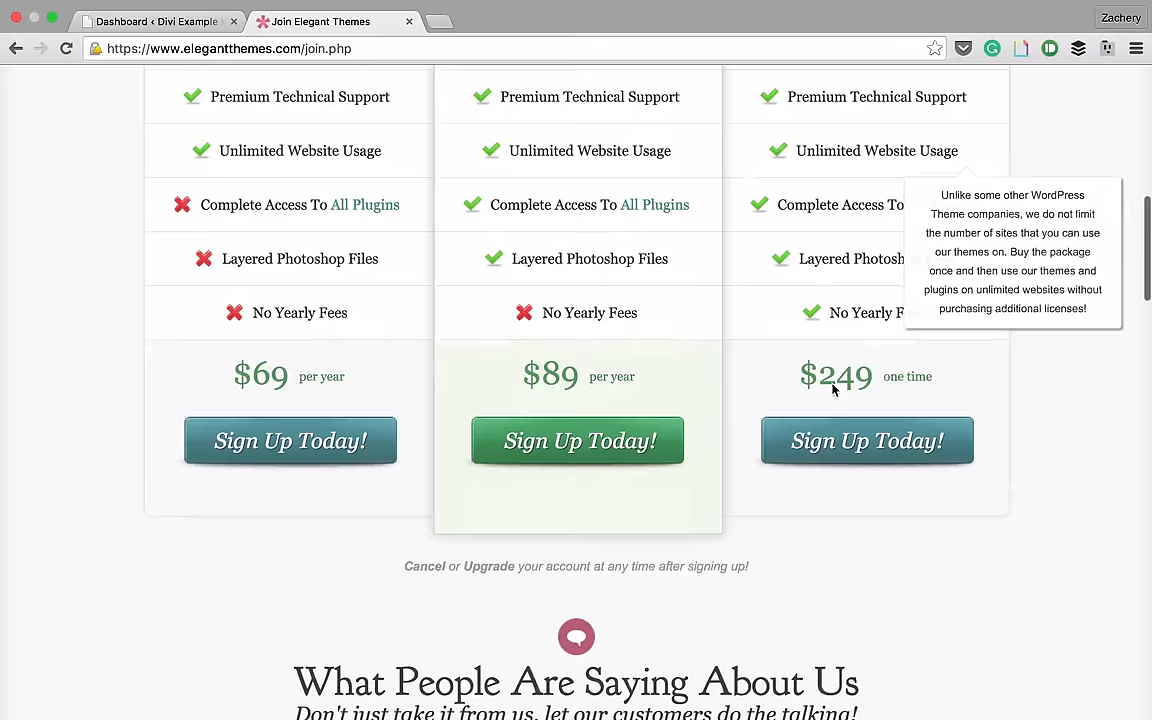 Dashboard ‹ Divi Example W
Join Elegant Themes
Zachery
https://www.elegantthemes.com/join.php
Premium Technical Support
Premium Technical Support
Premium Technical Support
Unlimited Website Usage
Unlimited Website Usage
Unlimited Website Usage
Complete Access To All Plugins
Complete Access To All Plugins
Complete Access To
Unlike some other WordPress
Theme companies, we do not limit
the number of sites that you can use
our themes on. Buy the package
once and then use our themes and
plugins on unlimited websites without
purchasing additional licenses!
Layered Photoshop Files
Layered Photoshop Files
Layered Photosh
No Yearly Fees
No Yearly Fees
No Yearly F
$69 per year
$89 per year
$249 one time
Sign Up Today!
Sign Up Today!
Sign Up Today!
Cancel or Upgrade your account at any time after signing up!
What People Are Saying About Us
Don't just take it from us, let our customers do the talking!